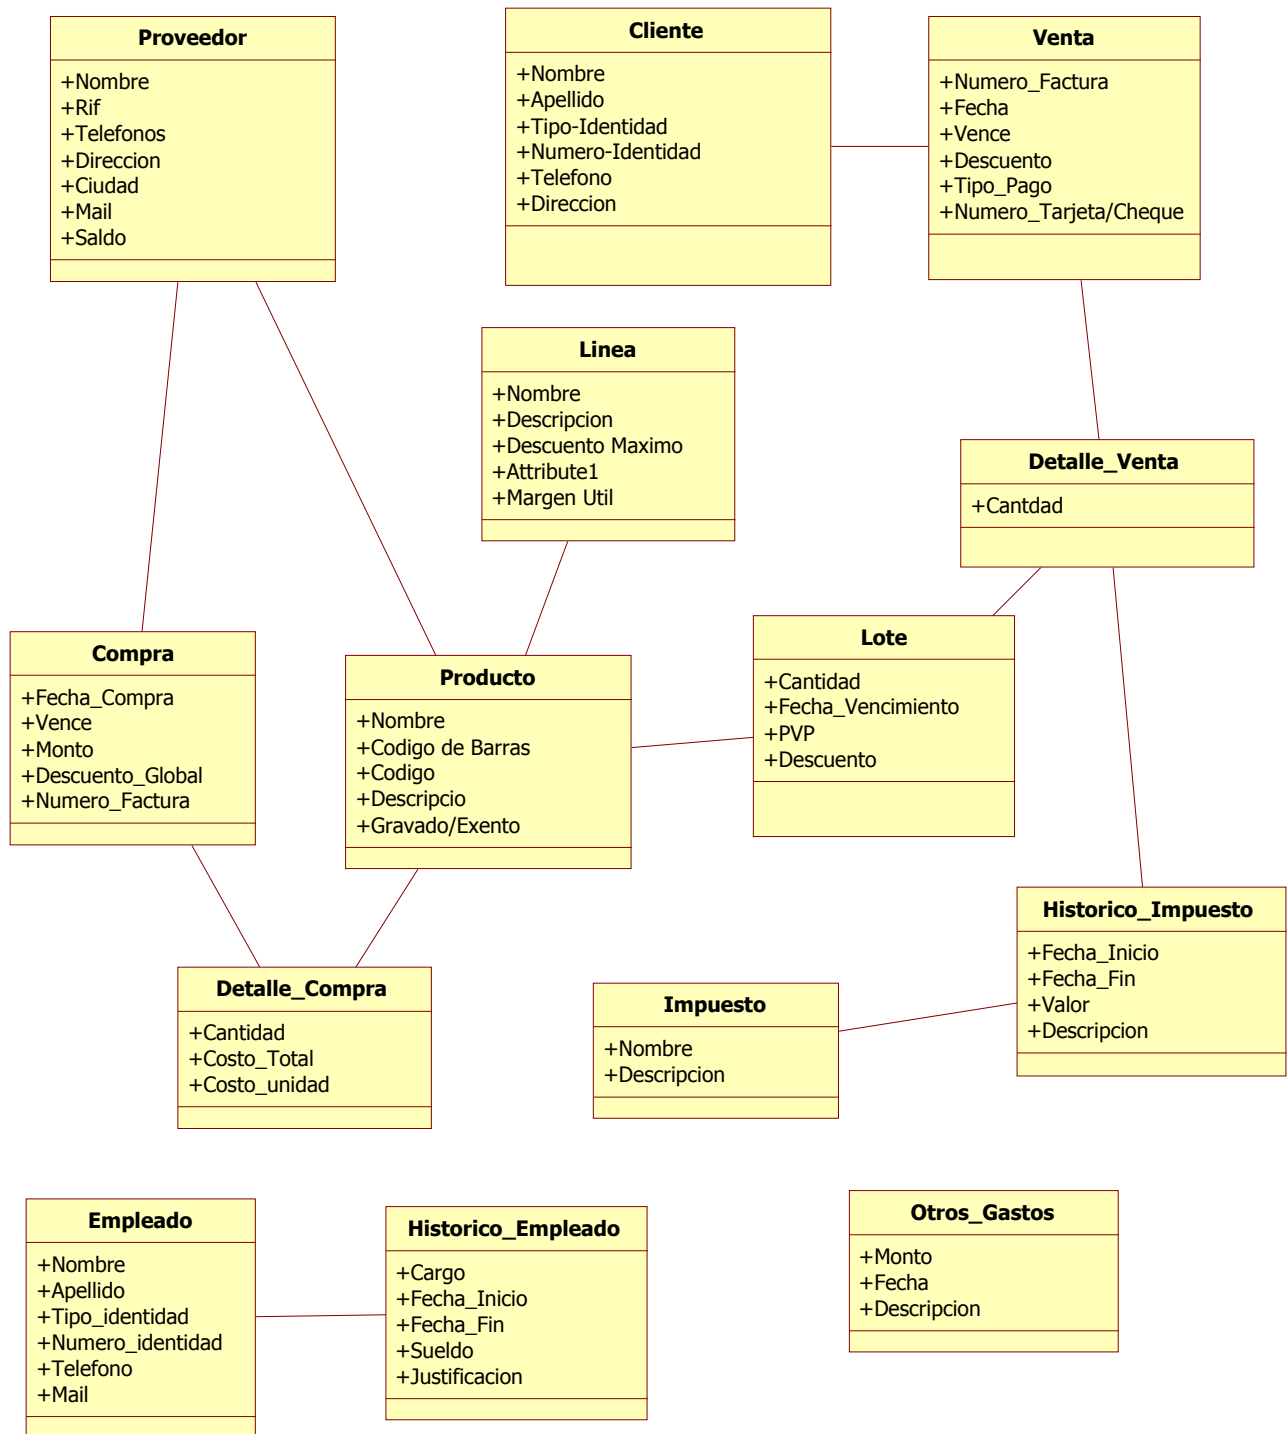 Proveedor
+Nombre
+Rif
+Telefonos
+Direccion
+Ciudad
+Mail
+Saldo
Cliente
+Nombre
+Apellido
+Tipo-Identidad
+Numero-Identidad
+Telefono
+Direccion
Venta
+Numero_Factura
+Fecha
+Vence
+Descuento
+Tipo_Pago
+Numero_Tarjeta/Cheque
Linea
+Nombre
+Descripcion
+Descuento Maximo
+Attribute1
+Margen Util
Detalle_Venta
+Cantdad
Compra
+Fecha_Compra
+Vence
+Monto
+Descuento_Global
+Numero_Factura
Producto
+Nombre
+Codigo de Barras
+Codigo
+Descripcio
+Gravado/Exento
Lote
+Cantidad
+Fecha_Vencimiento
+PVP
+Descuento
Historico_Impuesto
+Fecha_Inicio
+Fecha_Fin
+Valor
+Descripcion
Detalle_Compra
+Cantidad
+Costo_Total
+Costo_unidad
Impuesto
+Nombre
+Descripcion
Empleado
+Nombre
+Apellido
+Tipo_identidad
+Numero_identidad
+Telefono
+Mail
Historico_Empleado
+Cargo
+Fecha_Inicio
+Fecha_Fin
+Sueldo
+Justificacion
Otros_Gastos
+Monto
+Fecha
+Descripcion